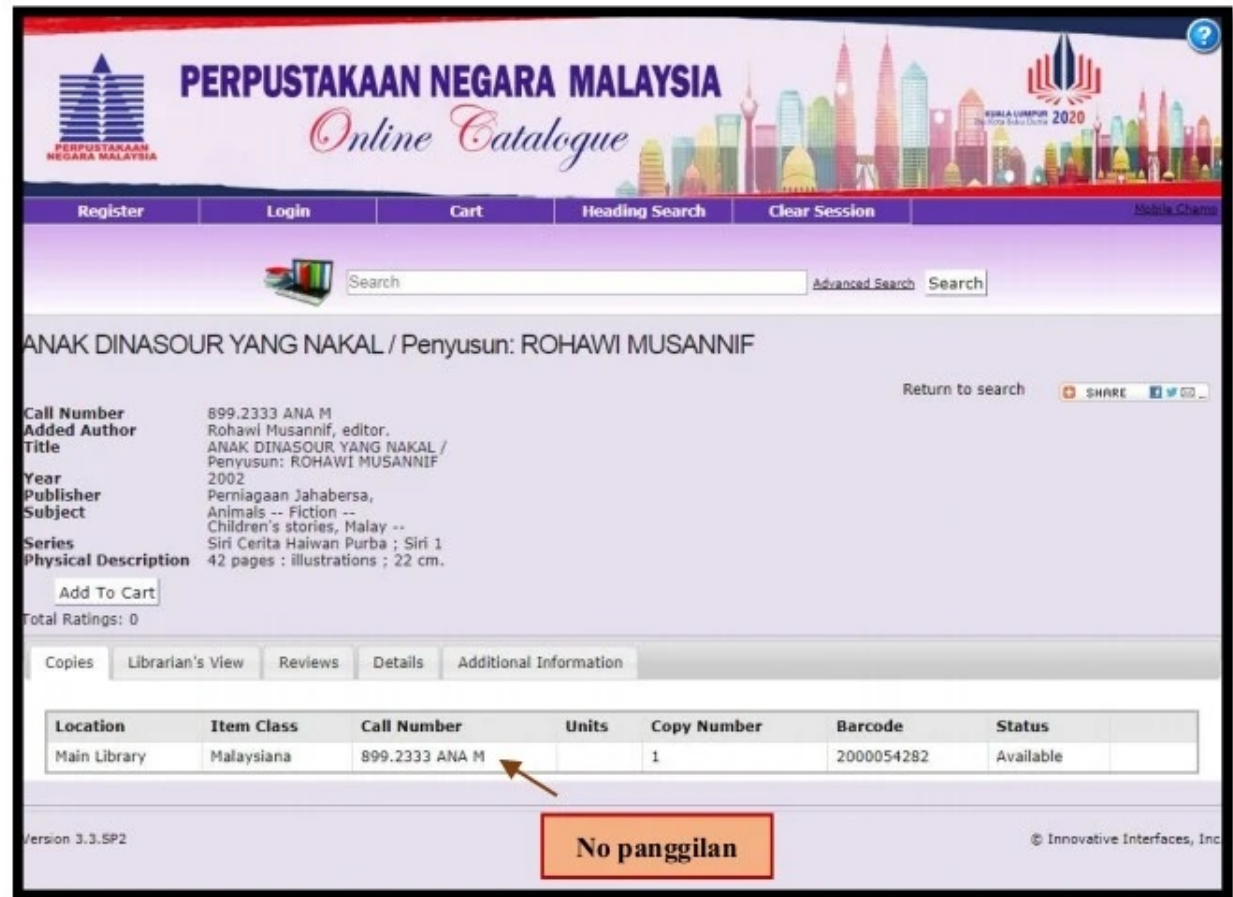 ?
PERPUSTAKAAN NEGARA MALAYSIA
Online Catalogue
PERPUSTAKAAN
NEGARA MALAYSIA
KUALA LUMPUR 2020
Register Login Cart Heading Search Clear Session Mobile Chamo
Search Advanced Search Search
ANAK DINASOUR YANG NAKAL / Penyusun: ROHAWI MUSANNIF
Return to search SHARE
Call Number 899.2333 ANA M
Added Author Rohawi Musannif, editor.
Title ANAK DINASOUR YANG NAKAL /
Penyusun: ROHAWI MUSANNIF
Year 2002
Publisher Perniagaan Jahabersa,
Subject Animals -- Fiction --
Children's stories, Malay --
Series Siri Cerita Haiwan Purba ; Siri 1
Physical Description 42 pages : illustrations ; 22 cm.
Add To Cart
Total Ratings: 0
Copies Librarian's View Reviews Details Additional Information
Location Item Class Call Number Units Copy Number Barcode Status
Main Library Malaysiana 899.2333 ANA M 1 2000054282 Available
No panggilan
Version 3.3.SP2 © Innovative Interfaces, Inc